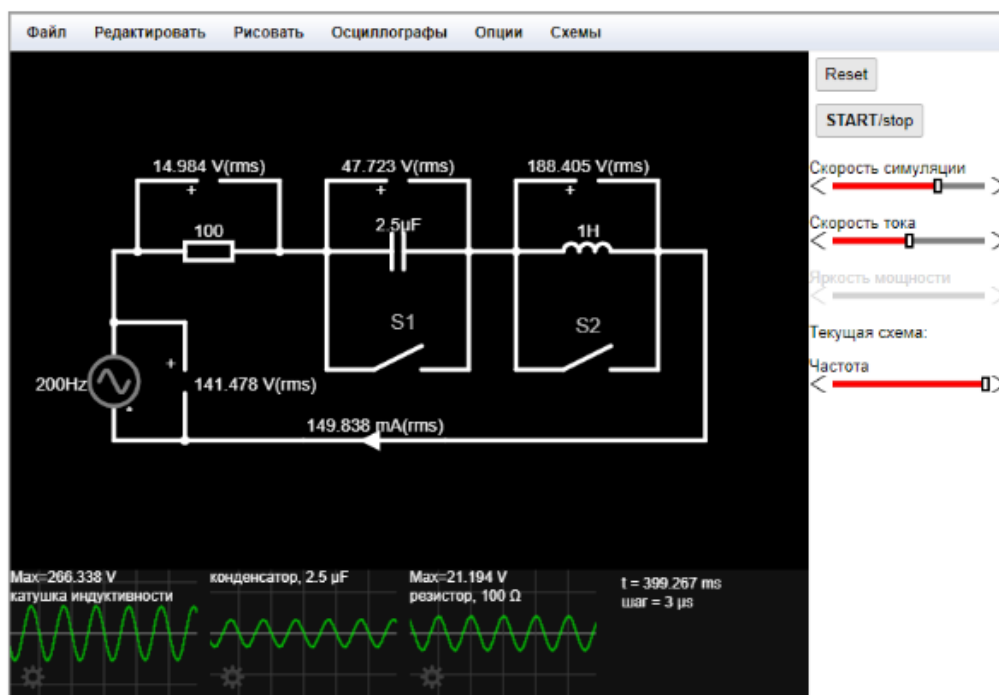 Файл Редактировать Рисовать Осциллографы Опции Схемы
Reset
START/stop
Скорость симуляции
Скорость тока
Яркость мощности
Текущая схема:
Частота
14.984 V(rms) 47.723 V(rms) 188.405 V(rms)
+ + +
100 2.5µF 1H
S1 S2
+
200Hz 141.478 V(rms)
-
149.838 mA(rms)
Max=266.338 V конденсатор, 2.5 µF Max=21.194 V t = 399.267 ms
катушка индуктивности резистор, 100 Ω шаг = 3 µs